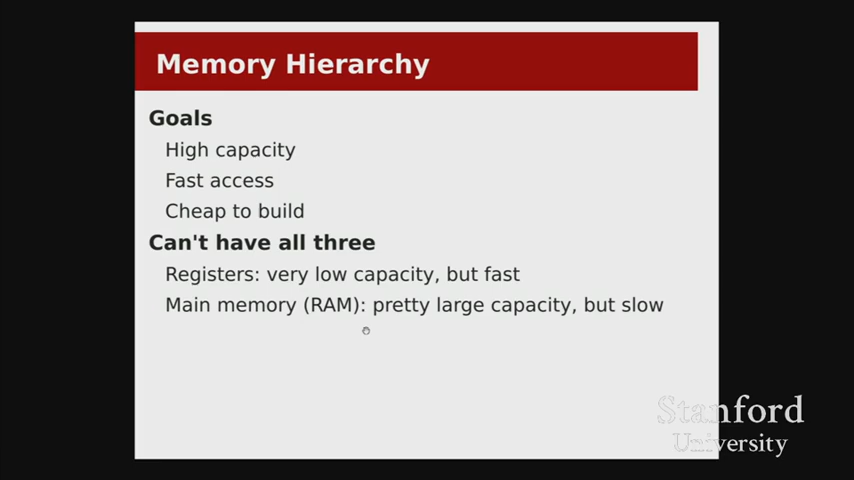 Memory Hierarchy
Goals
High capacity
Fast access
Cheap to build
Can't have all three
Registers: very low capacity, but fast
Main memory (RAM): pretty large capacity, but slow
Stanford
University